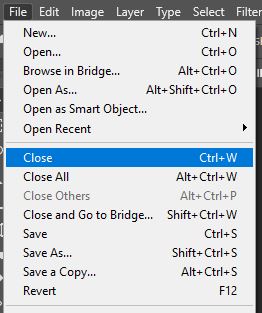 File Edit Image Layer Type Select Filter
New... Ctrl+N
Open... Ctrl+O
Browse in Bridge... Alt+Ctrl+O
Open As... Alt+Shift+Ctrl+O
Open as Smart Object...
Open Recent
Close Ctrl+W
Close All Alt+Ctrl+W
Close Others Alt+Ctrl+P
Close and Go to Bridge... Shift+Ctrl+W
Save Ctrl+S
Save As... Shift+Ctrl+S
Save a Copy... Alt+Ctrl+S
Revert F12